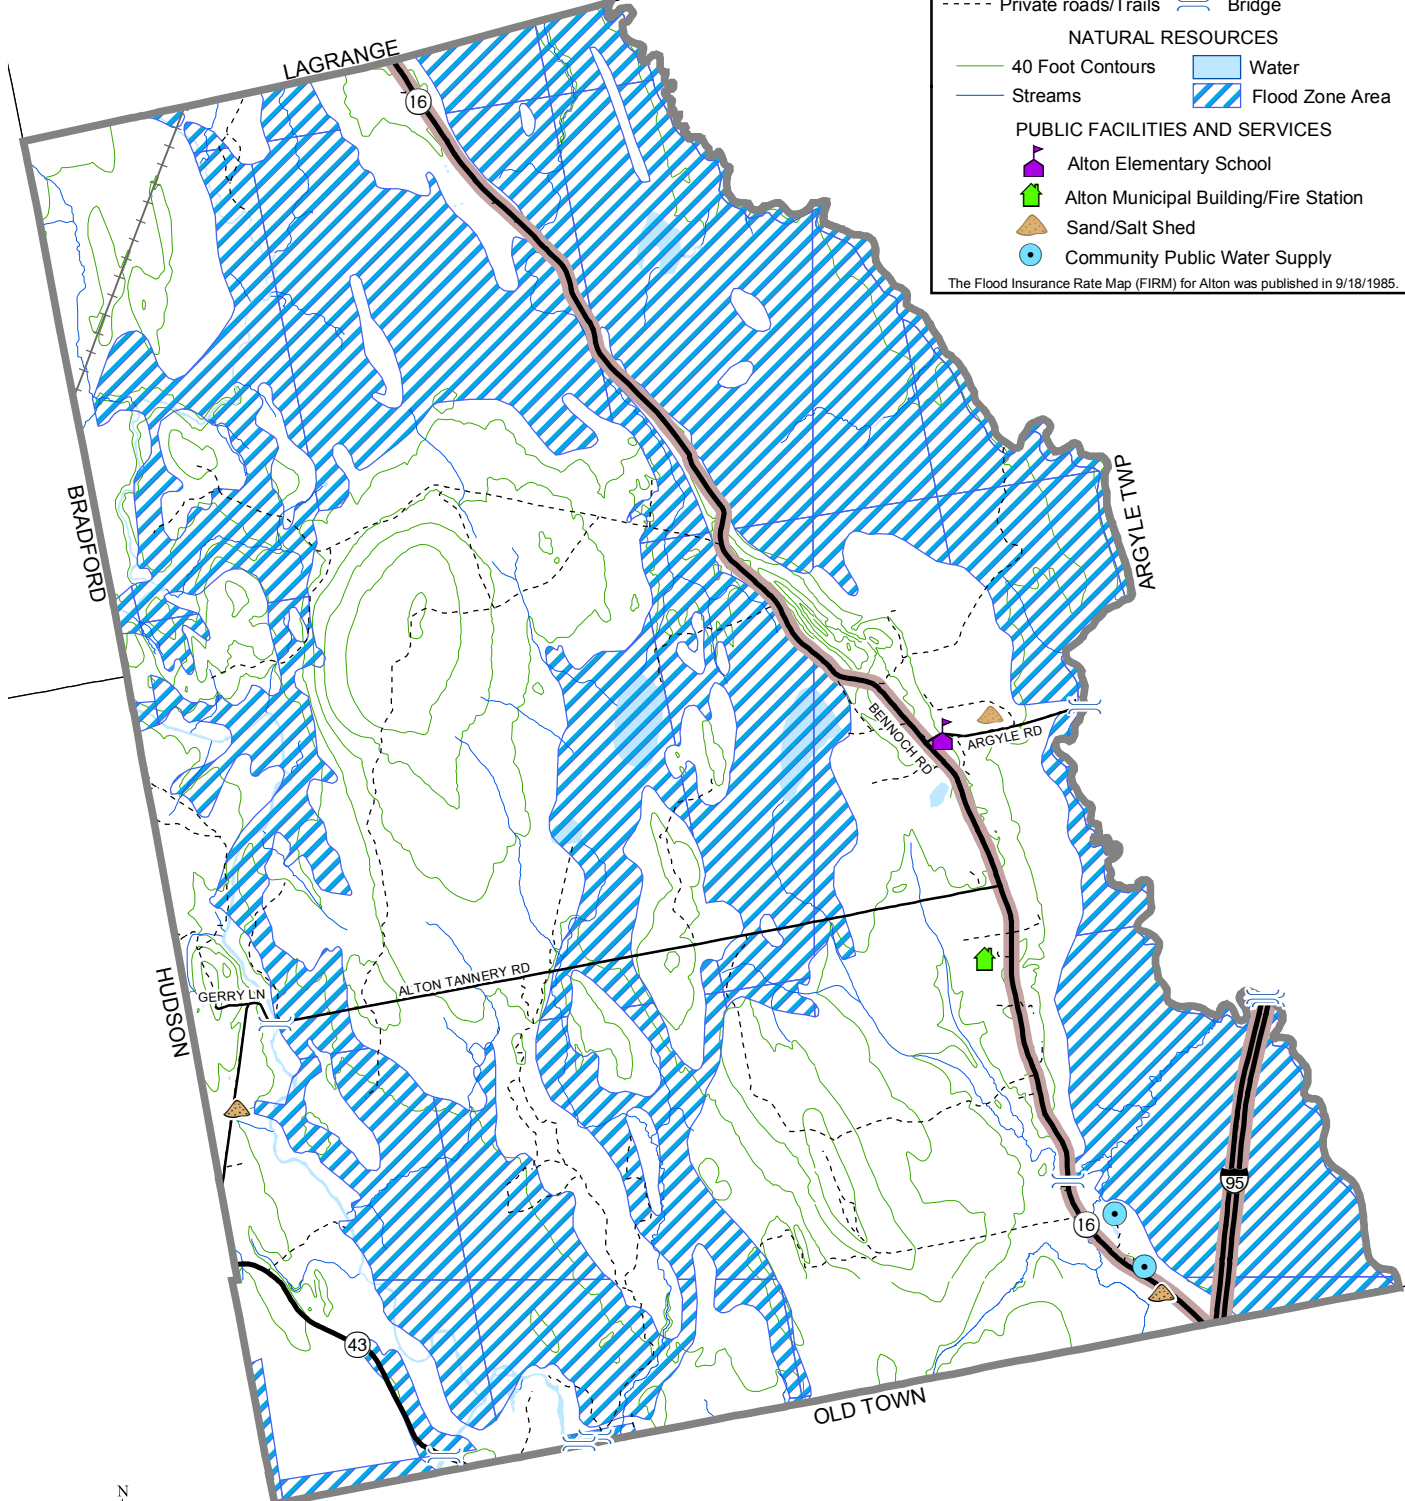 Private roads/Trails Bridge
NATURAL RESOURCES
40 Foot Contours Water
Streams Flood Zone Area
PUBLIC FACILITIES AND SERVICES
Alton Elementary School
Alton Municipal Building/Fire Station
Sand/Salt Shed
Community Public Water Supply
The Flood Insurance Rate Map (FIRM) for Alton was published in 9/18/1985.
LAGRANGE
16
BRADFORD
ARGYLE TWP
BENNOCH RD
ARGYLE RD
HUDSON
GERRY LN
ALTON TANNERY RD
95
16
43
OLD TOWN
N